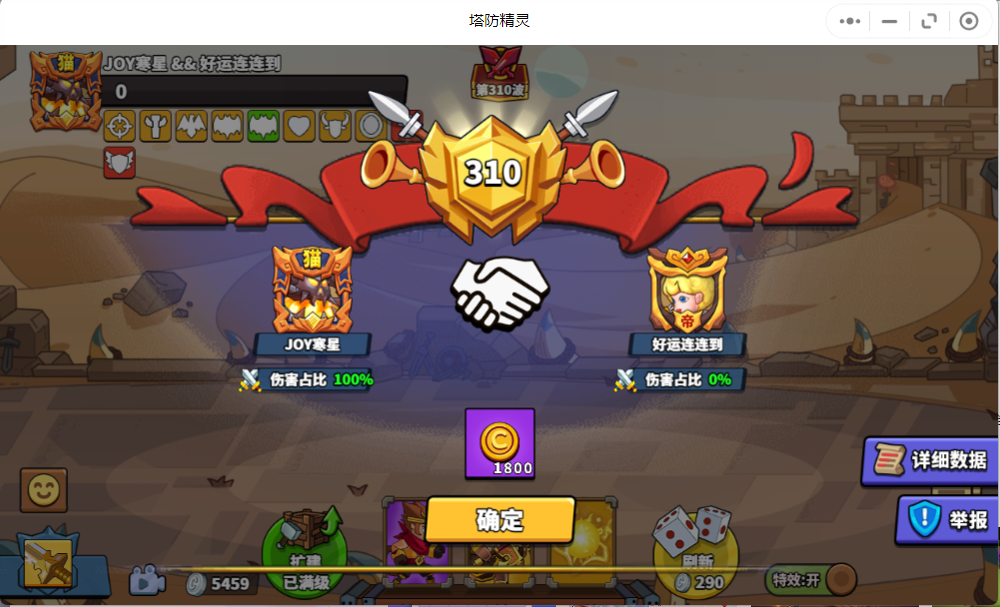 塔防精灵
猫
JOY寒星 && 好运连连到
0
第310波
310
猫
帝
JOY寒星
好运连连到
伤害占比 100%
伤害占比 0%
1800
详细数据
确定
举报
扩建
已满级
刷新
5459
290
特效:开